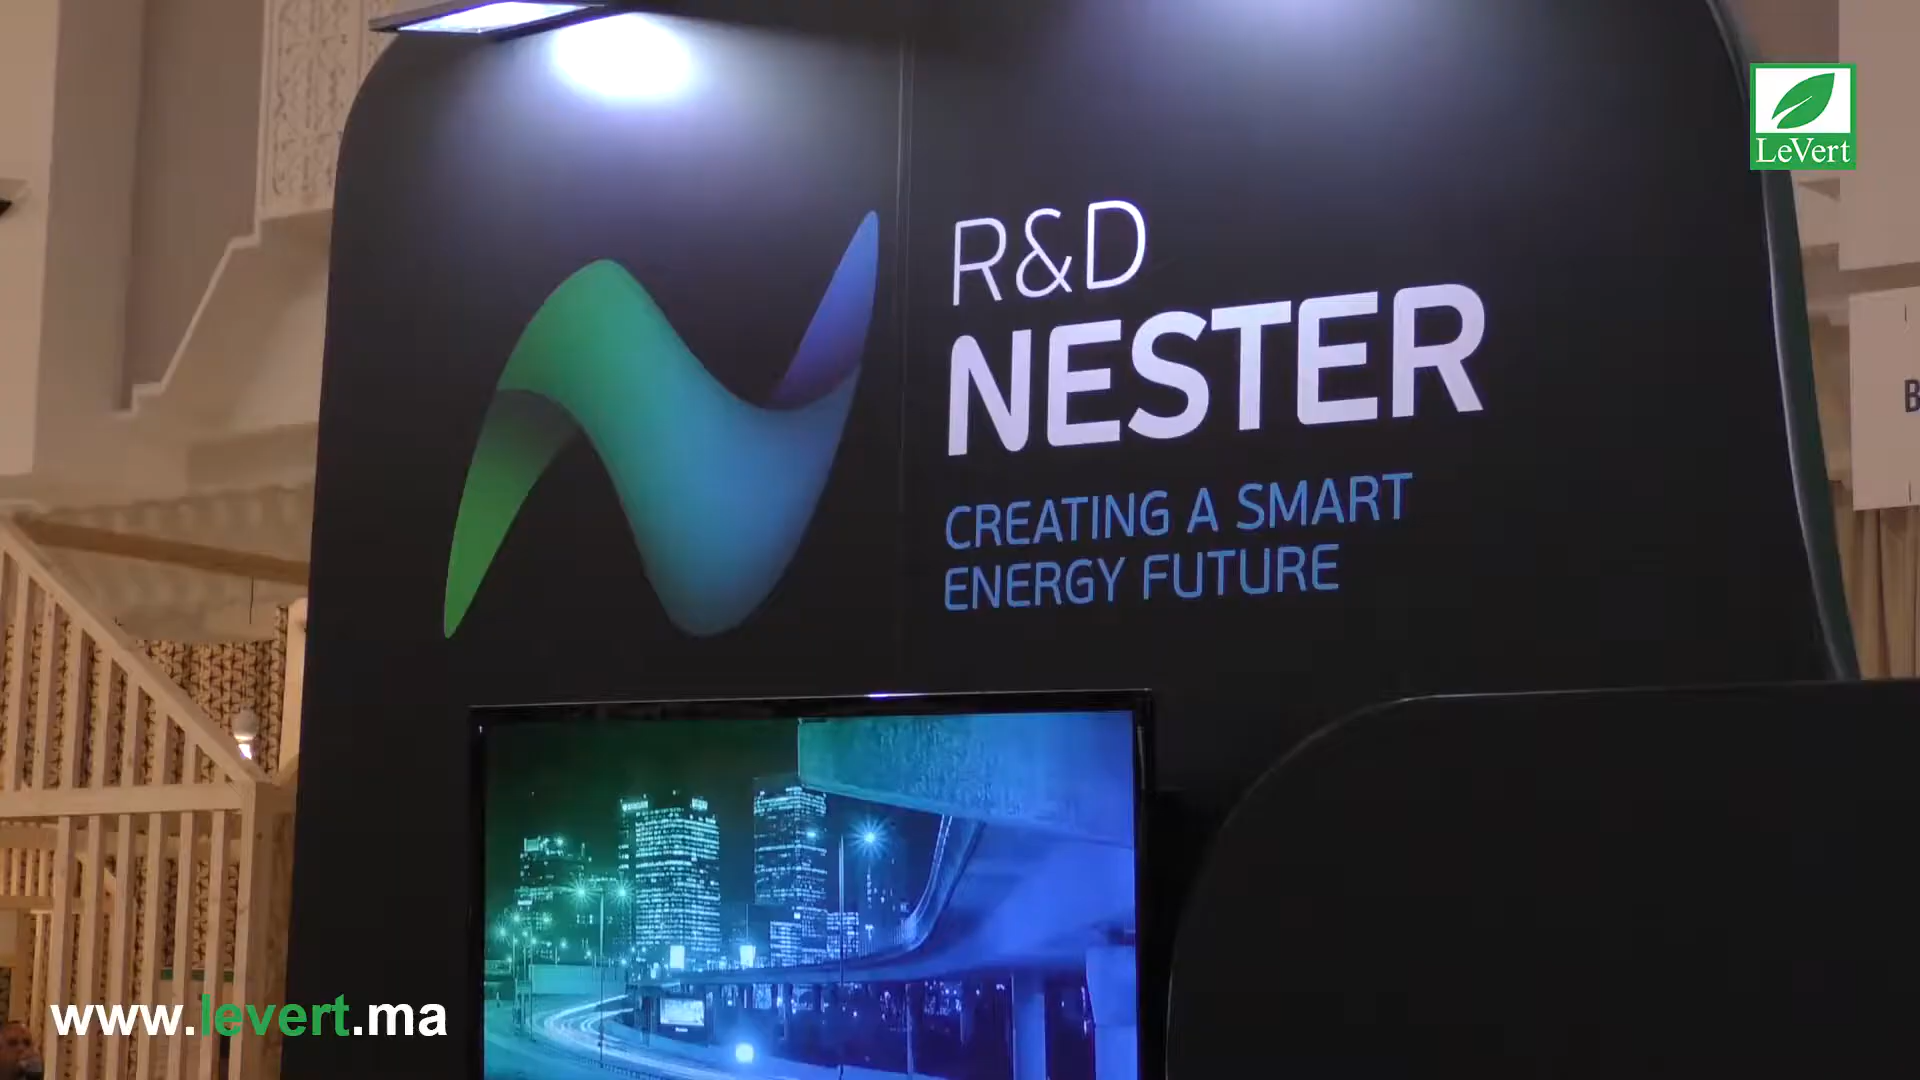 LeVert
R&D
NESTER
CREATING A SMART
ENERGY FUTURE
B
www.levert.ma